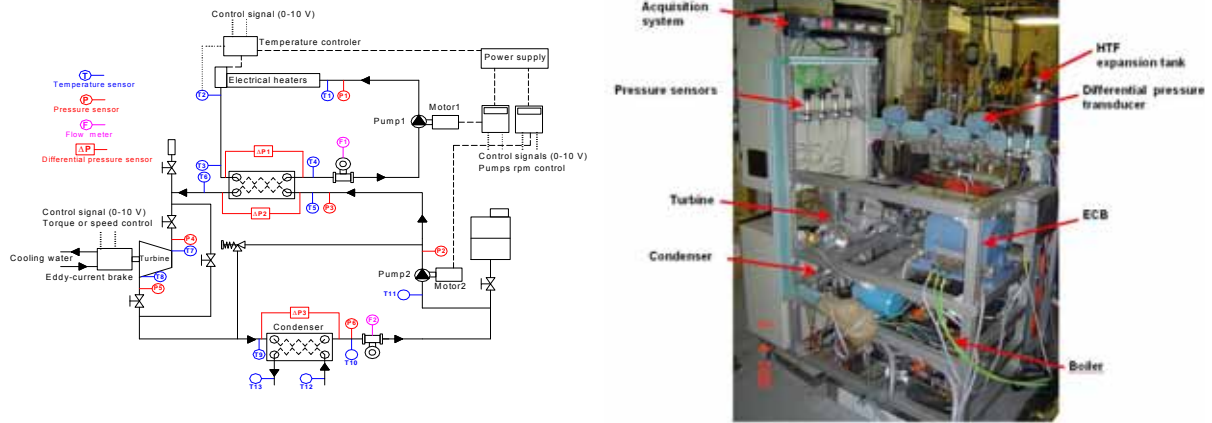 Control signal (0-10 V)
Temperature controler
Power supply
T
Temperature sensor
P
Pressure sensor
F
Flow meter
ΔP
Differential pressure sensor
Electrical heaters
T2
T1
P1
Motor1
Pump1
Control signals (0-10 V)
Pumps rpm control
F1
T3
ΔP1
T4
T6
ΔP2
T5
P3
Control signal (0-10 V)
Torque or speed control
P4
T7
Cooling water
Turbine
Eddy-current brake
T8
P5
P2
Pump2
Motor2
T11
ΔP3
Condenser
P6
F2
T9
T10
T13
T12
Acquisition
system
HTF
expansion tank
Pressure sensors
Differential pressure
transducer
Turbine
ECB
Condenser
Boiler